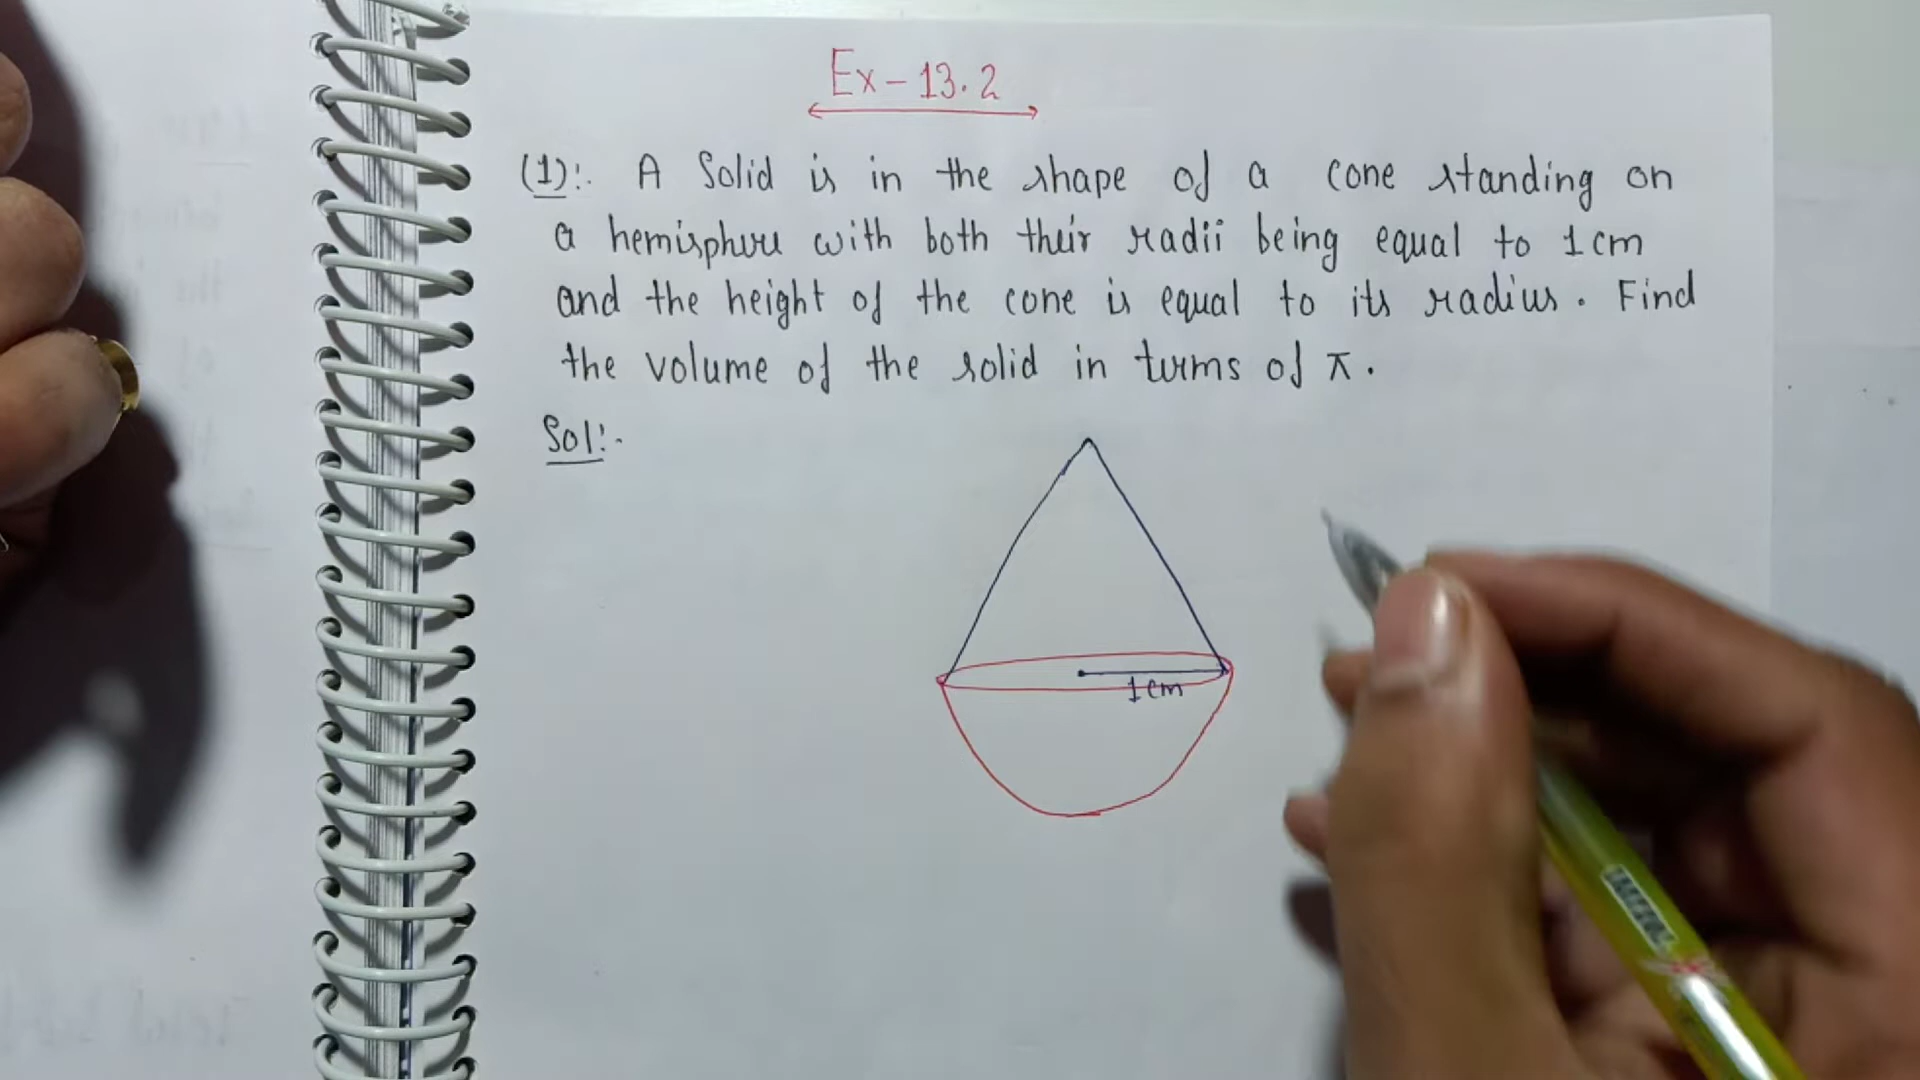 Ex-13.2
(1):. A Solid is in the shape of a cone standing on
a hemisphere with both their radii being equal to 1cm
and the height of the cone is equal to its radius. Find
the volume of the solid in terms of π.
Sol:.
1cm